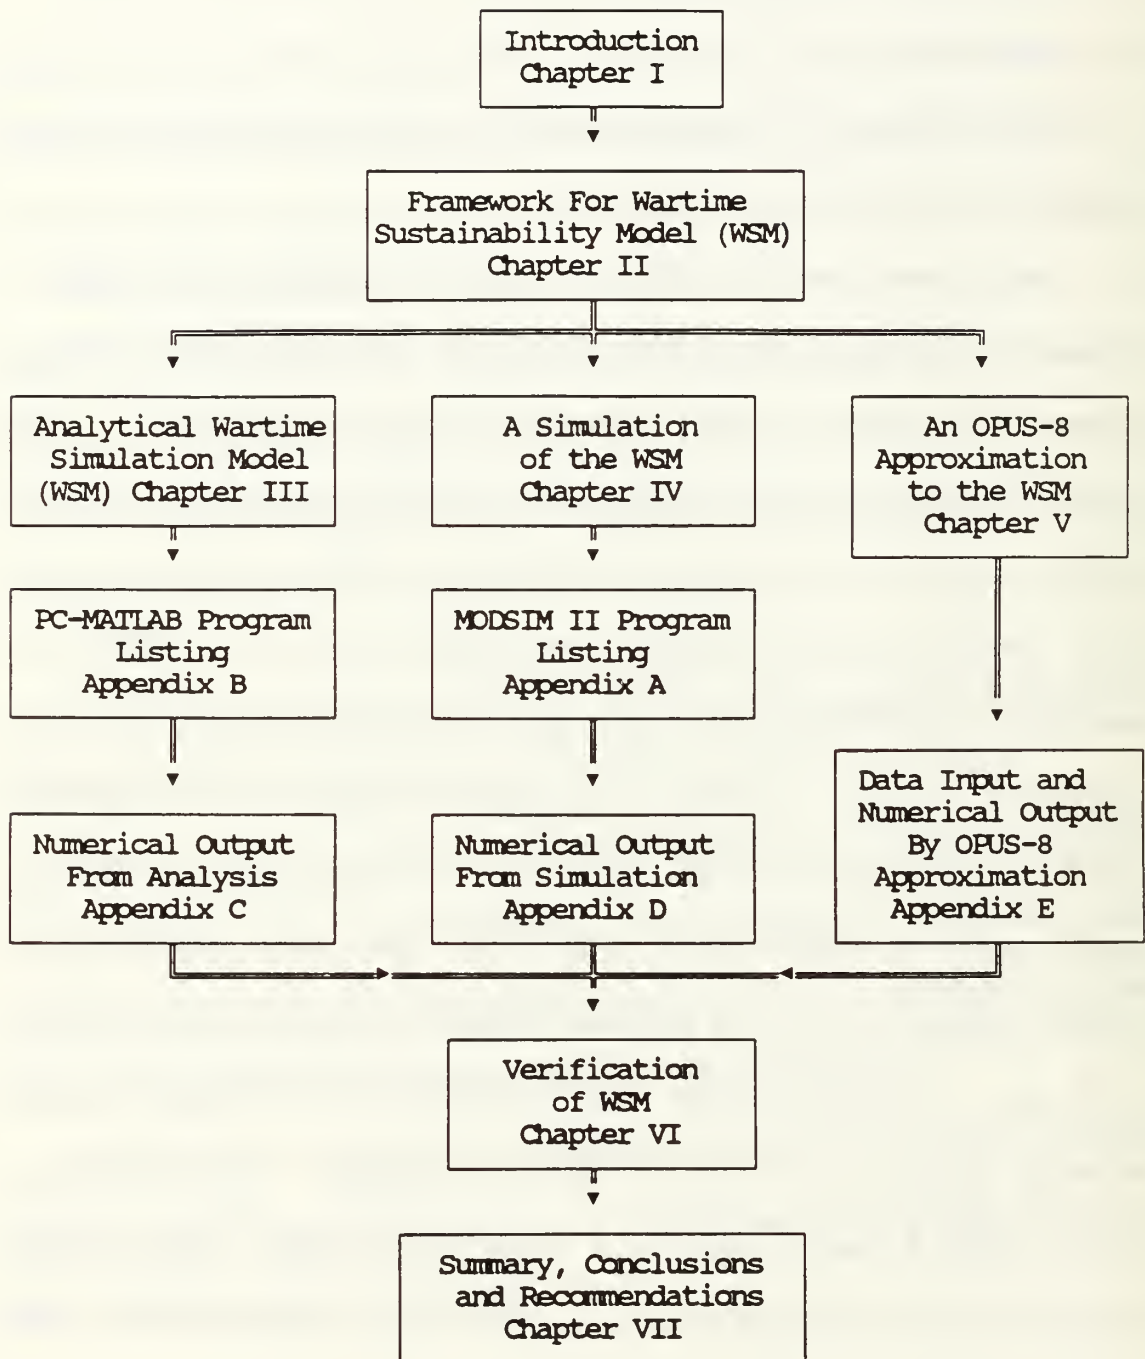 Introduction
Chapter I
Framework For Wartime
Sustainability Model (WSM)
Chapter II
Analytical Wartime
Simulation Model
(WSM) Chapter III
A Simulation
of the WSM
Chapter IV
An OPUS-8
Approximation
to the WSM
Chapter V
PC-MATLAB Program
Listing
Appendix B
MODSIM II Program
Listing
Appendix A
Numerical Output
From Analysis
Appendix C
Numerical Output
From Simulation
Appendix D
Data Input and
Numerical Output
By OPUS-8
Approximation
Appendix E
Verification
of WSM
Chapter VI
Summary, Conclusions
and Recommendations
Chapter VII